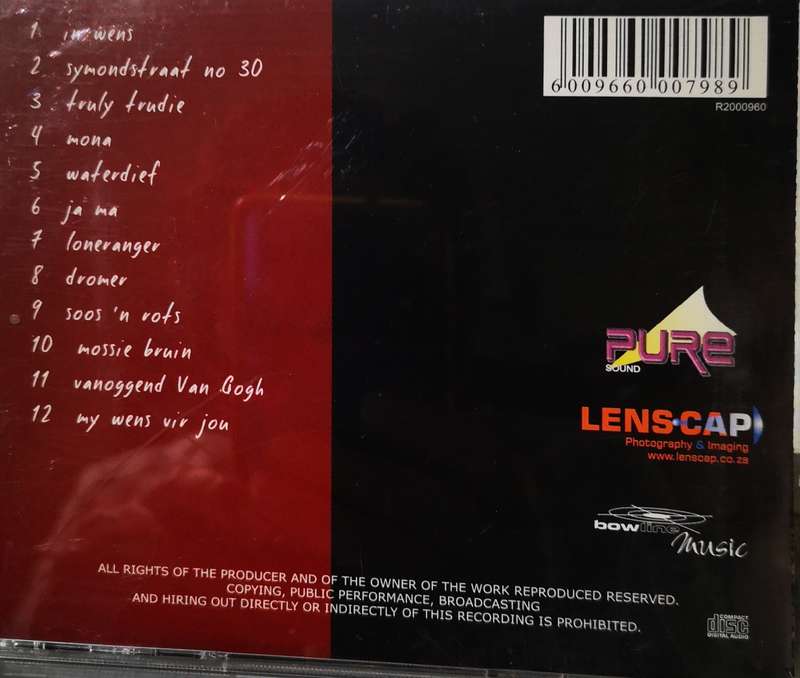 1 in wens
2 symondstraat no 30
3 truly trudie
4 mona
5 waterdief
6 ja ma
7 loneranger
8 dromer
9 soos 'n rots
10 mossie bruin
11 vanoggend Van Gogh
12 my wens vir jou
6 009660 007989
R2000960
PURE
SOUND
LENS CAP
Photography & Imaging
www.lenscap.co.za
bowline
Music
ALL RIGHTS OF THE PRODUCER AND OF THE OWNER OF THE WORK REPRODUCED RESERVED.
COPYING, PUBLIC PERFORMANCE, BROADCASTING
AND HIRING OUT DIRECTLY OR INDIRECTLY OF THIS RECORDING IS PROHIBITED.
COMPACT
disc
DIGITAL AUDIO